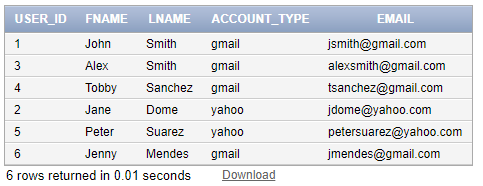 USER_ID FNAME LNAME ACCOUNT_TYPE EMAIL
1 John Smith gmail jsmith@gmail.com
3 Alex Smith gmail alexsmith@gmail.com
4 Tobby Sanchez gmail tsanchez@gmail.com
2 Jane Dome yahoo jdome@yahoo.com
5 Peter Suarez yahoo petersuarez@yahoo.com
6 Jenny Mendes gmail jmendes@gmail.com
6 rows returned in 0.01 seconds Download